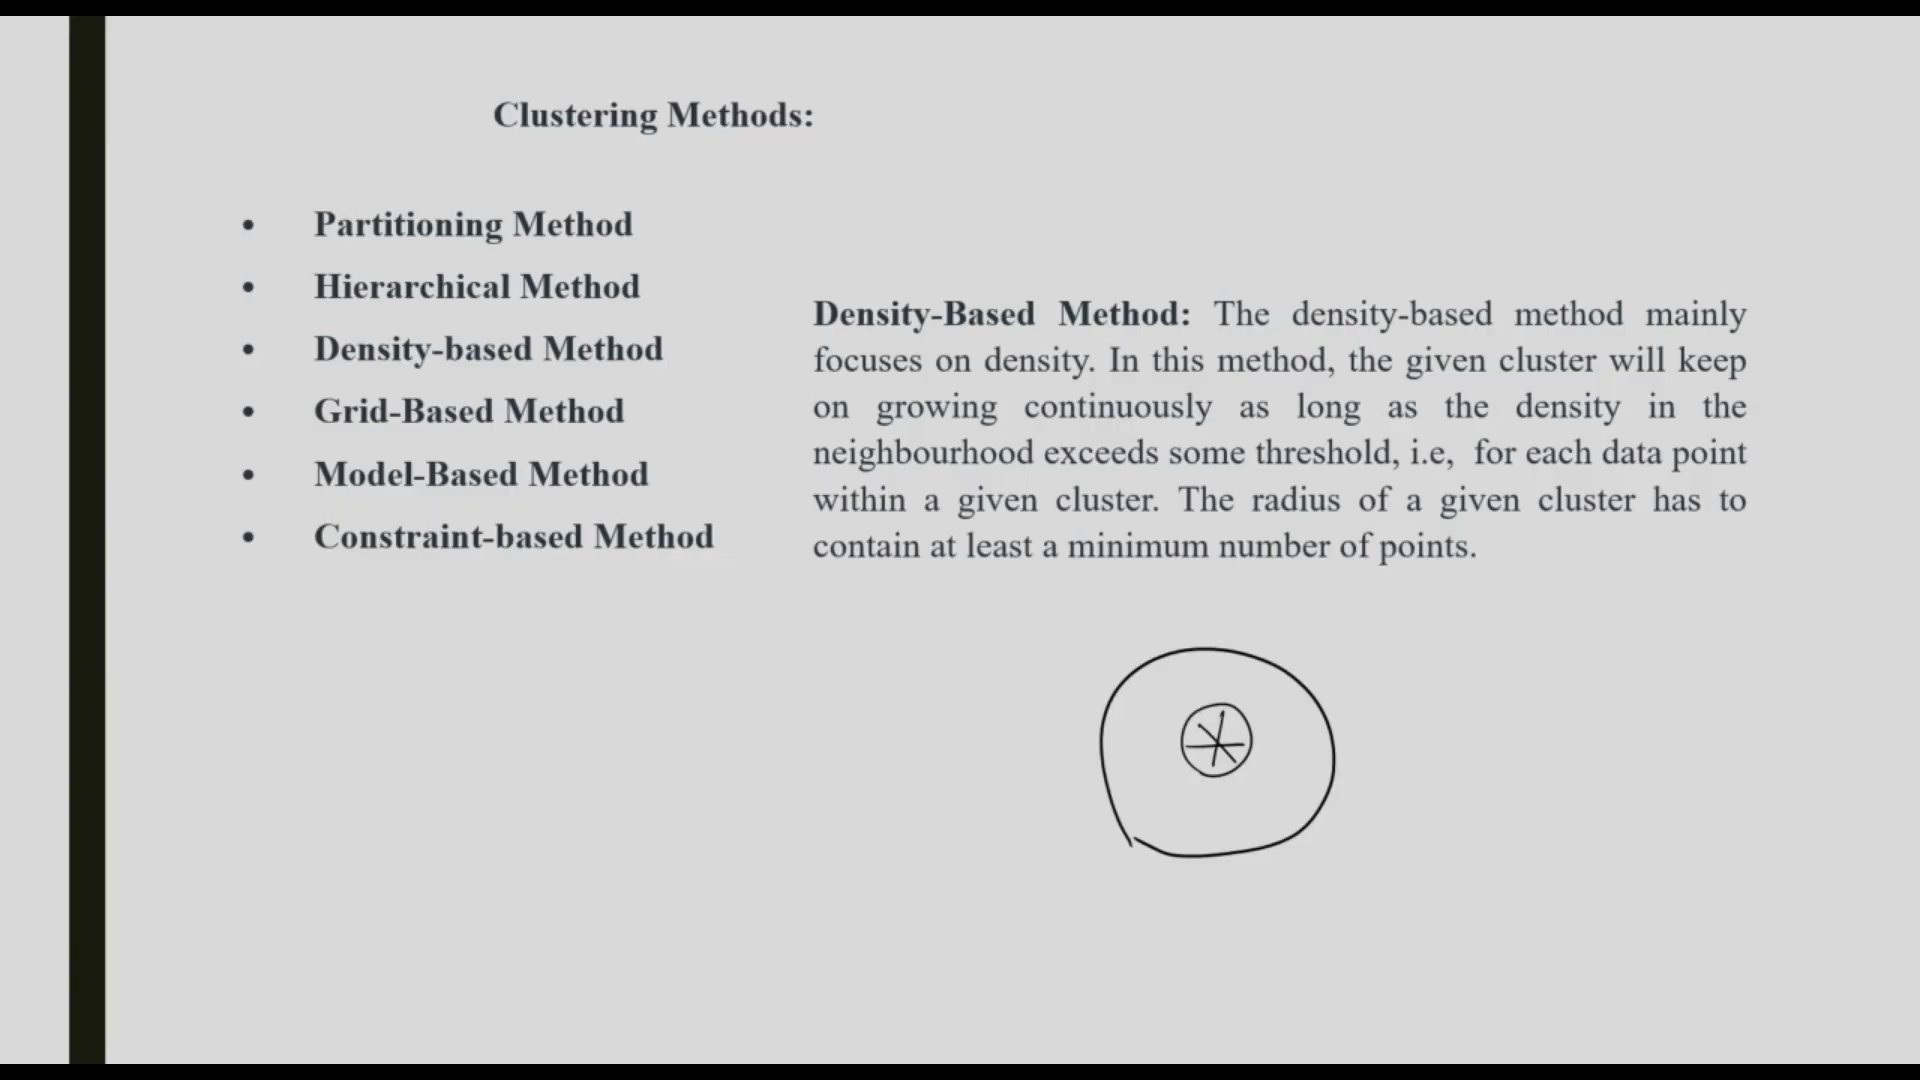 Clustering Methods:
• Partitioning Method
• Hierarchical Method
• Density-based Method
• Grid-Based Method
• Model-Based Method
• Constraint-based Method
Density-Based Method: The density-based method mainly
focuses on density. In this method, the given cluster will keep
on growing continuously as long as the density in the
neighbourhood exceeds some threshold, i.e, for each data point
within a given cluster. The radius of a given cluster has to
contain at least a minimum number of points.